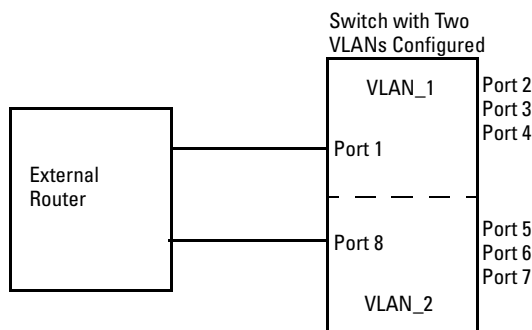 Switch with Two
VLANs Configured
VLAN_1
Port 2
Port 3
Port 4
Port 1
External
Router
Port 8
Port 5
Port 6
Port 7
VLAN_2